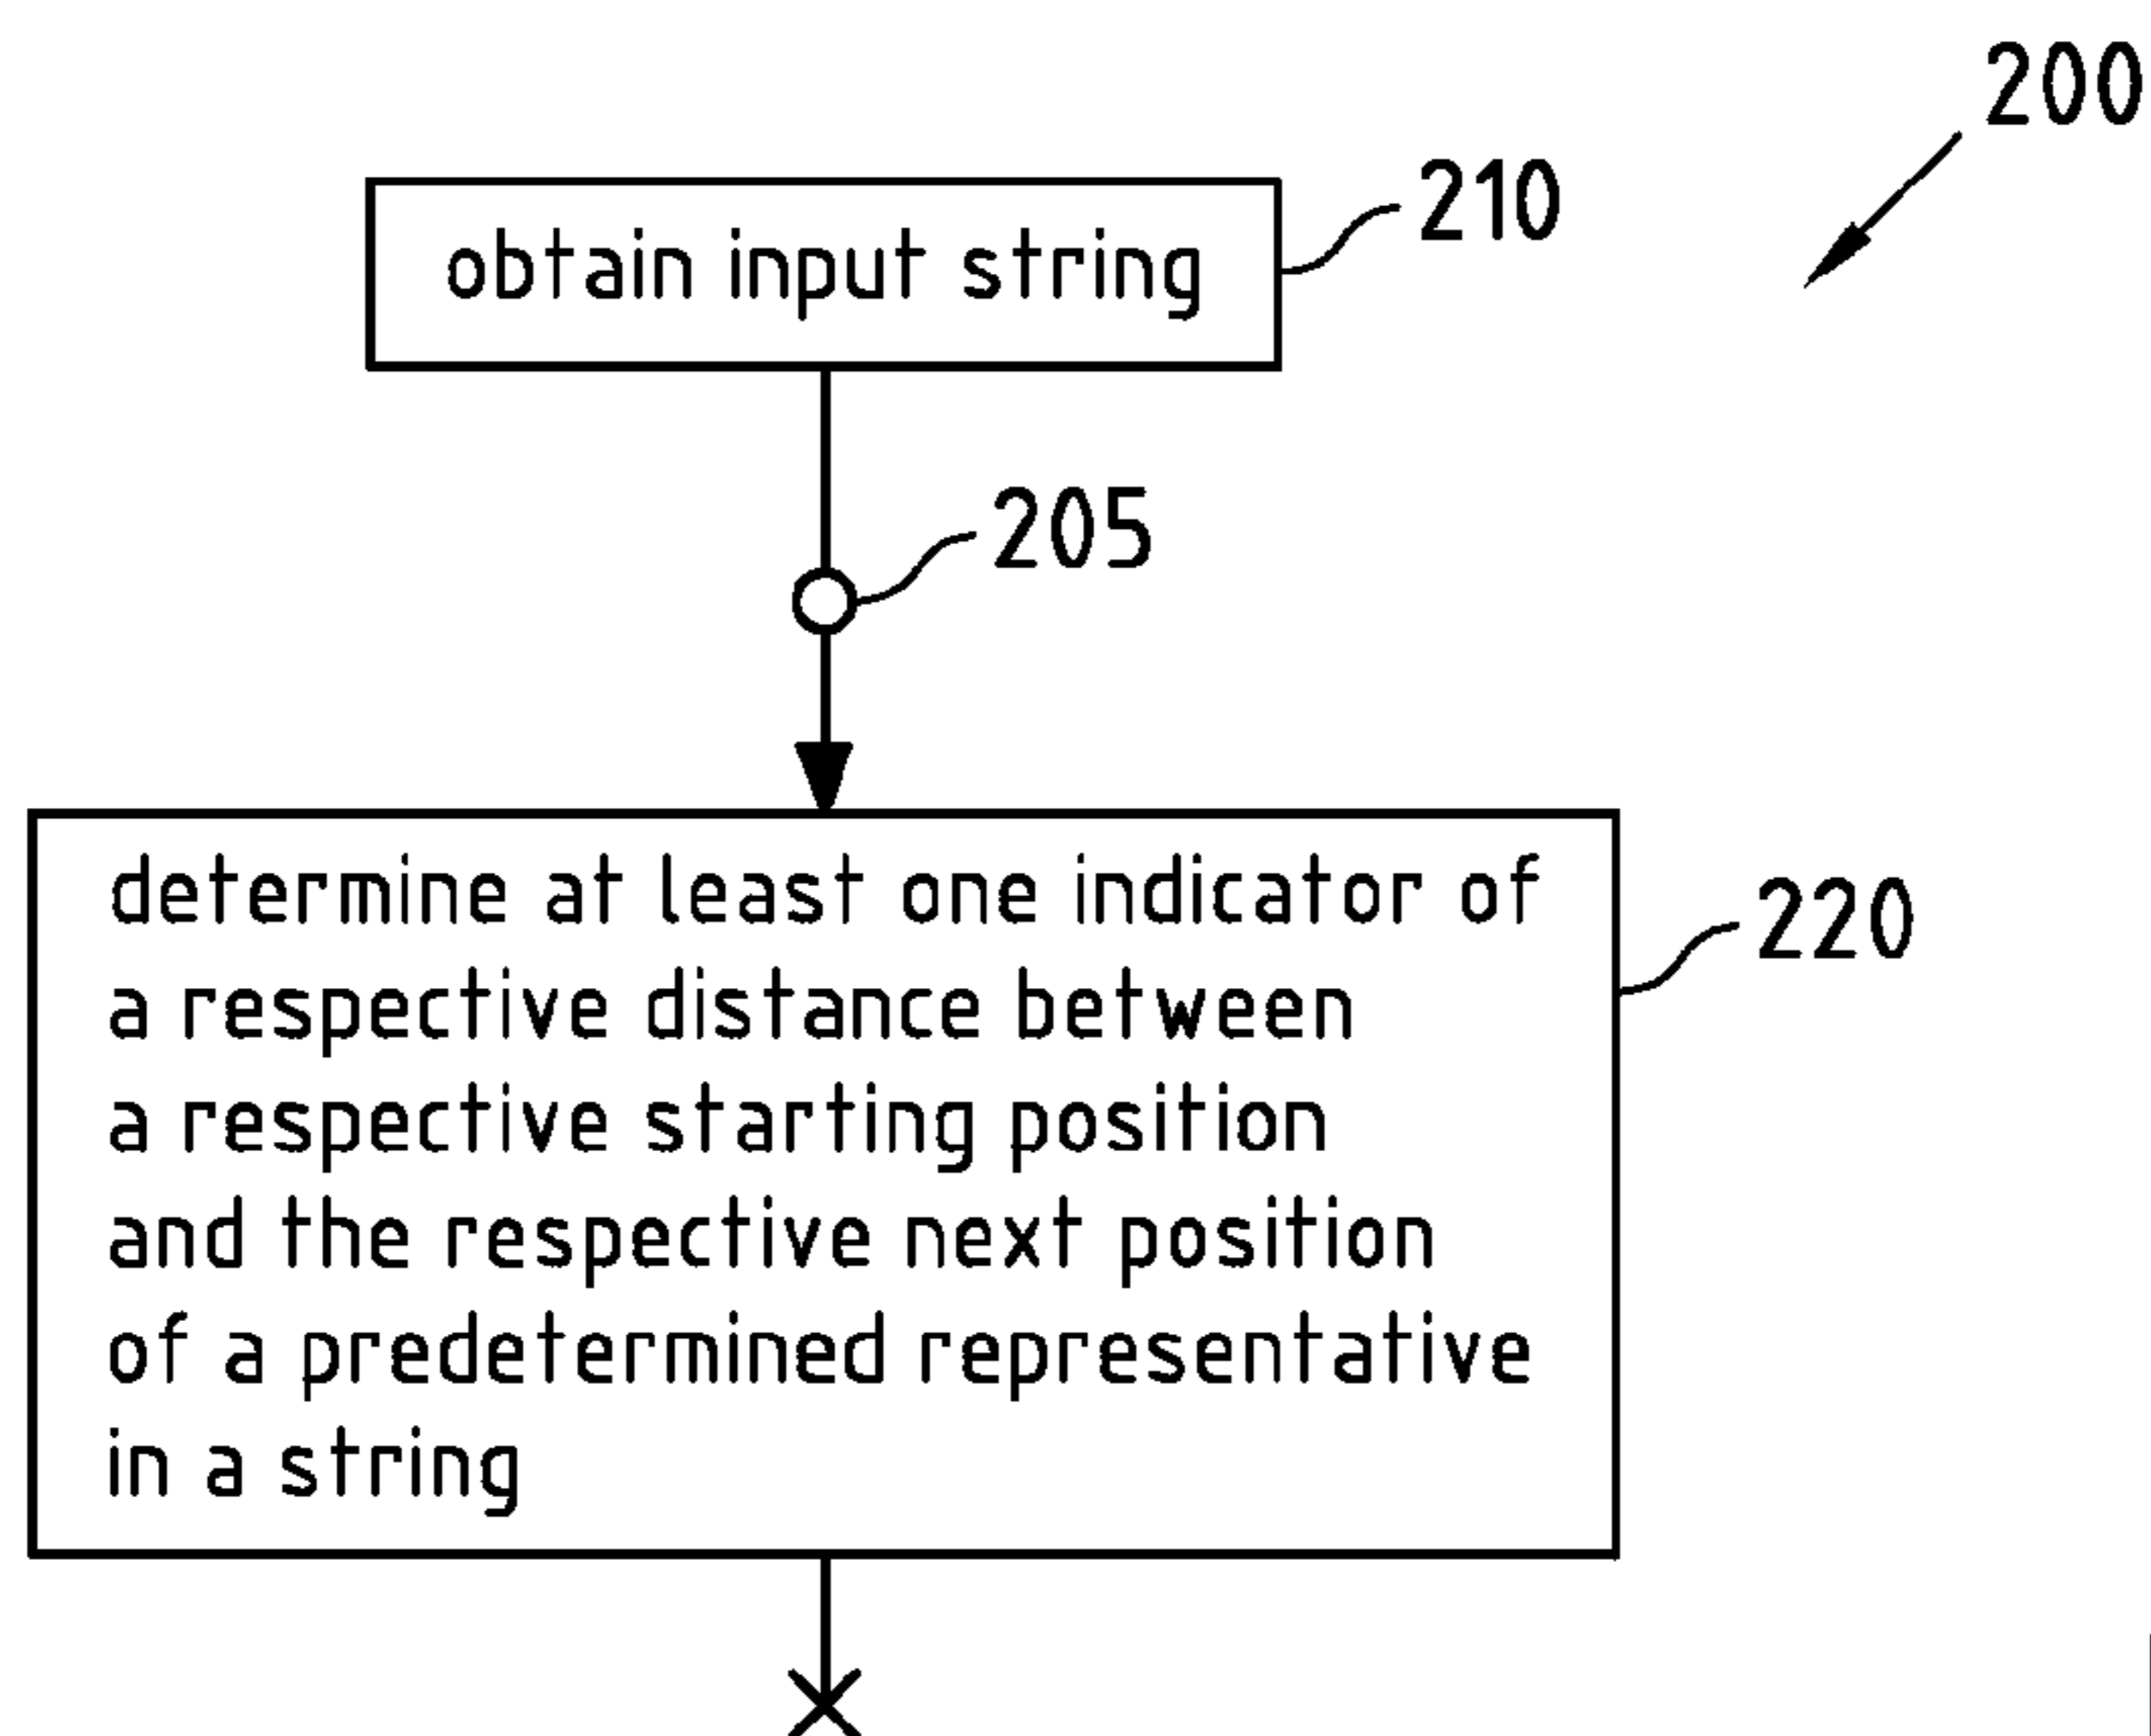 200
obtain input string
210
205
determine at least one indicator of
a respective distance between
a respective starting position
and the respective next position
of a predetermined representative
in a string
220